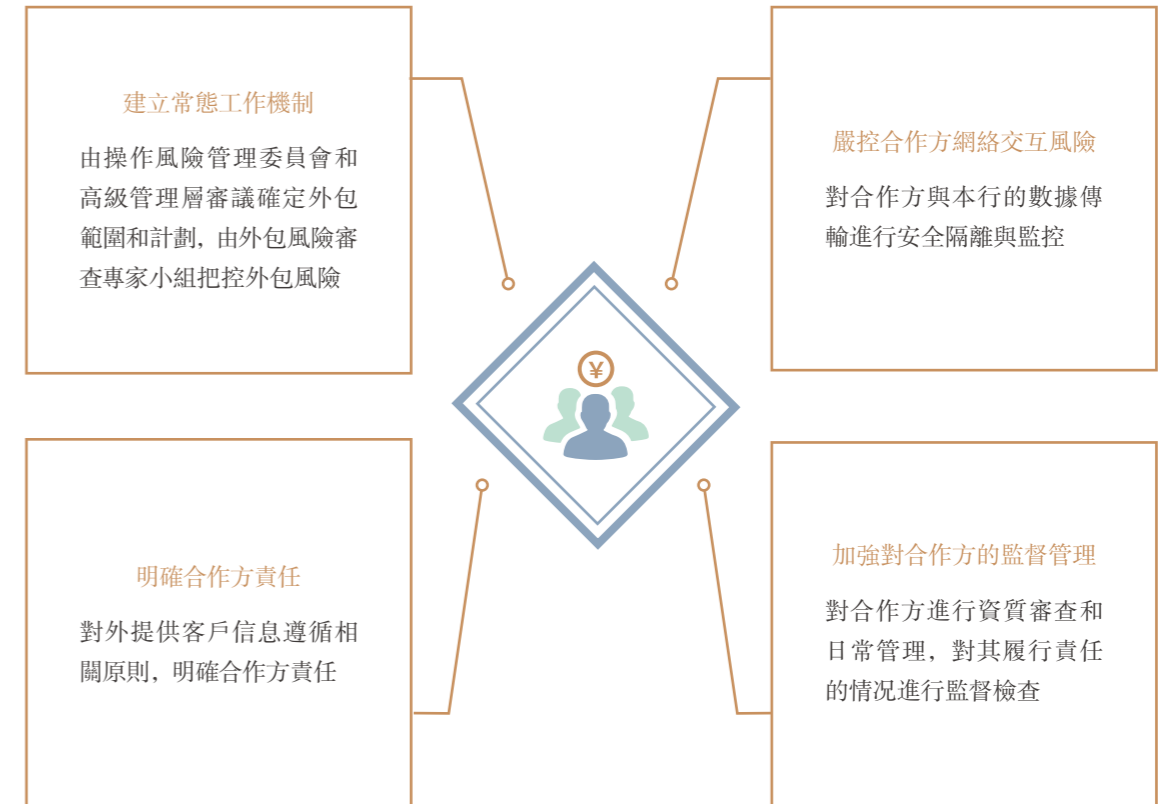 建立常態工作機制
由操作風險管理委員會和
高級管理層審議確定外包
範圍和計劃，由外包風險審
查專家小組把控外包風險
嚴控合作方網絡交互風險
對合作方與本行的數據傳
輸進行安全隔離與監控
¥
明確合作方責任
對外提供客戶信息遵循相
關原則，明確合作方責任
加強對合作方的監督管理
對合作方進行資質審查和
日常管理，對其履行責任
的情況進行監督檢查